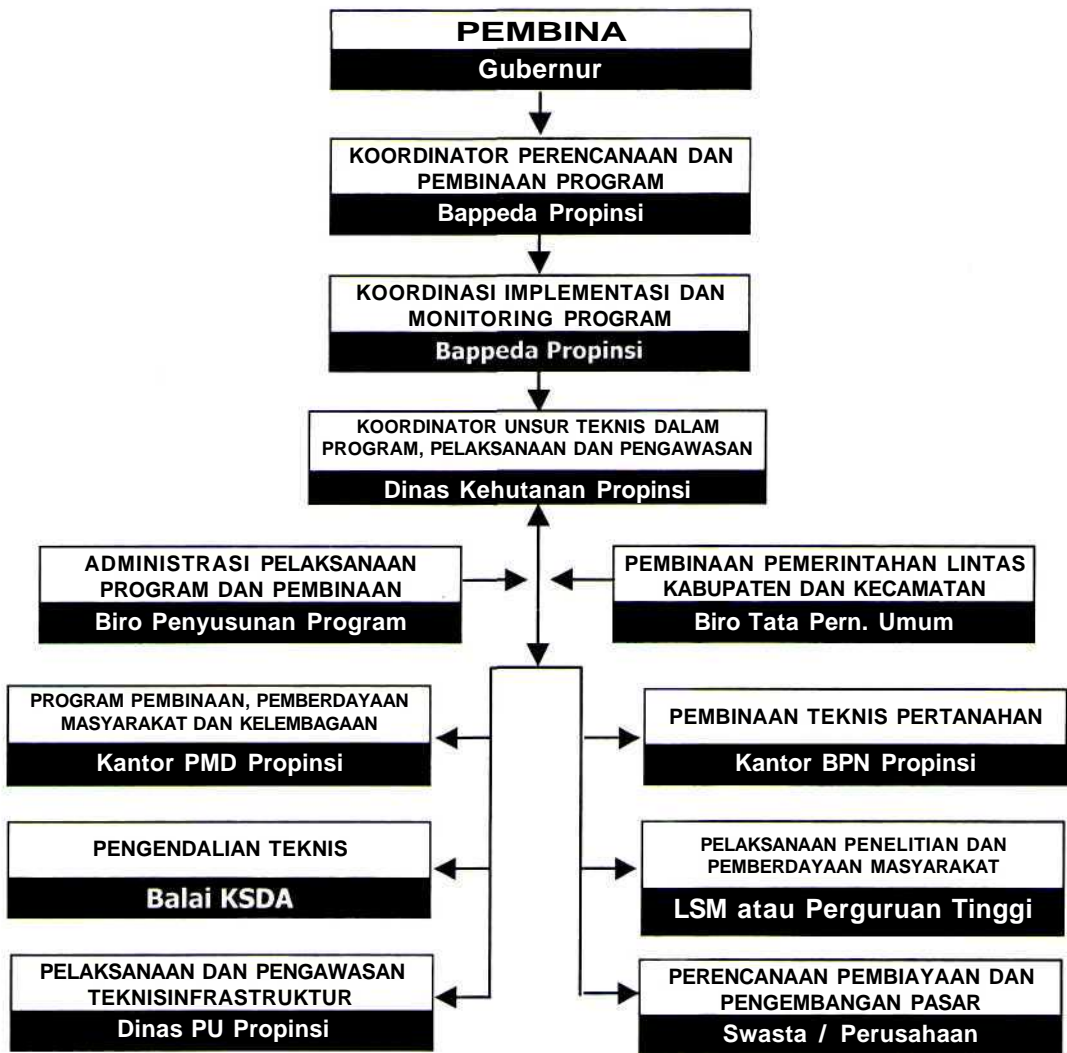 PEMBINA
Gubernur
KOORDINATOR PERENCANAAN DAN
PEMBINAAN PROGRAM
Bappeda Propinsi
KOORDINASI IMPLEMENTASI DAN
MONITORING PROGRAM
Bappeda Propinsi
KOORDINATOR UNSUR TEKNIS DALAM
PROGRAM, PELAKSANAAN DAN PENGAWASAN
Dinas Kehutanan Propinsi
ADMINISTRASI PELAKSANAAN
PROGRAM DAN PEMBINAAN
Biro Penyusunan Program
PEMBINAAN PEMERINTAHAN LINTAS
KABUPATEN DAN KECAMATAN
Biro Tata Pern. Umum
PROGRAM PEMBINAAN, PEMBERDAYAAN
MASYARAKAT DAN KELEMBAGAAN
Kantor PMD Propinsi
PEMBINAAN TEKNIS PERTANAHAN
Kantor BPN Propinsi
PENGENDALIAN TEKNIS
Balai KSDA
PELAKSANAAN PENELITIAN DAN
PEMBERDAYAAN MASYARAKAT
LSM atau Perguruan Tinggi
PELAKSANAAN DAN PENGAWASAN
TEKNISINFRASTRUKTUR
Dinas PU Propinsi
PERENCANAAN PEMBIAYAAN DAN
PENGEMBANGAN PASAR
Swasta / Perusahaan